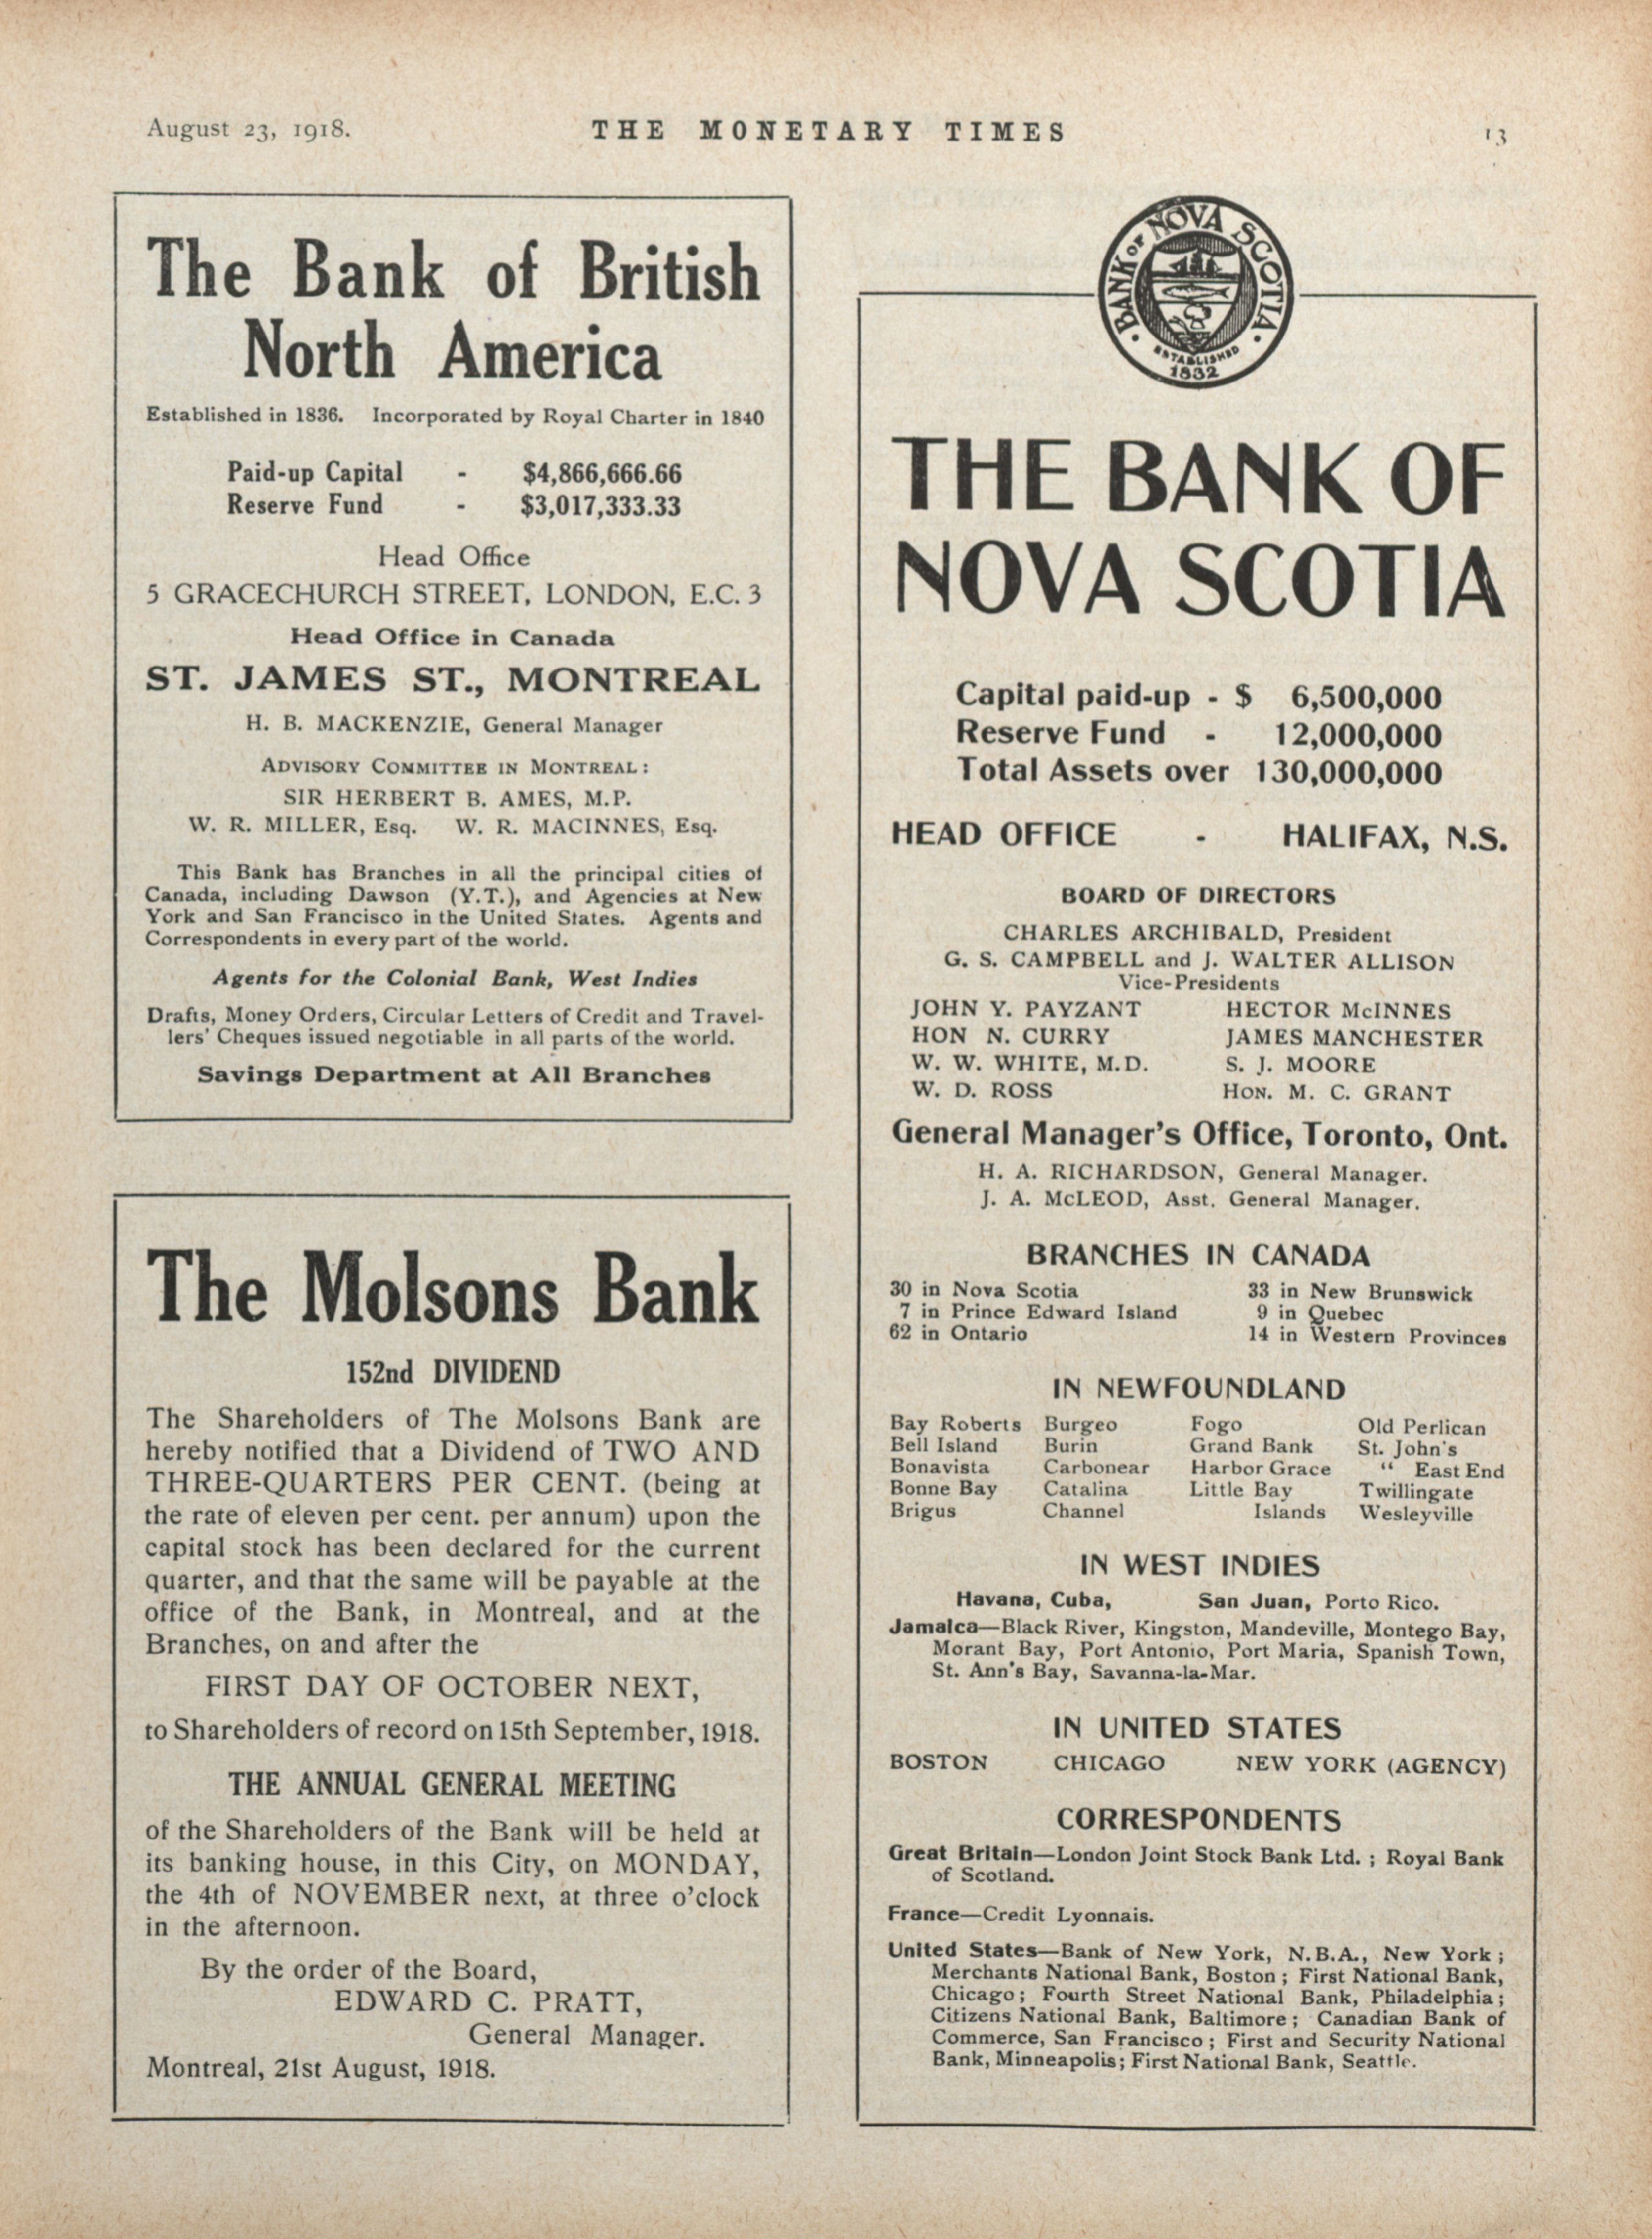 August 23, 1918.
THE MONETARY TIMES
13
The Bank of British
North America
Established in 1836. Incorporated by Royal Charter in 1840
Paid-up Capital - $4,866,666.66
Reserve Fund - $3,017,333.33
Head Office
5 GRACECHURCH STREET, LONDON, E.C. 3
Head Office in Canada
ST. JAMES ST., MONTREAL
H. B. MACKENZIE, General Manager
ADVISORY COMMITTEE IN MONTREAL:
SIR HERBERT B. AMES, M.P.
W. R. MILLER, Esq. W. R. MACINNES, Esq.
This Bank has Branches in all the principal cities of
Canada, including Dawson (Y.T.), and Agencies at New
York and San Francisco in the United States. Agents and
Correspondents in every part of the world.
Agents for the Colonial Bank, West Indies
Drafts, Money Orders, Circular Letters of Credit and Travel-
lers' Cheques issued negotiable in all parts of the world.
Savings Department at All Branches
The Molsons Bank
152nd DIVIDEND
The Shareholders of The Molsons Bank are
hereby notified that a Dividend of TWO AND
THREE-QUARTERS PER CENT. (being at
the rate of eleven per cent. per annum) upon the
capital stock has been declared for the current
quarter, and that the same will be payable at the
office of the Bank, in Montreal, and at the
Branches, on and after the
FIRST DAY OF OCTOBER NEXT,
to Shareholders of record on 15th September, 1918.
THE ANNUAL GENERAL MEETING
of the Shareholders of the Bank will be held at
its banking house, in this City, on MONDAY,
the 4th of NOVEMBER next, at three o'clock
in the afternoon.
By the order of the Board,
EDWARD C. PRATT,
General Manager.
Montreal, 21st August, 1918.
BANK OF NOVA SCOTIA
ESTABLISHED
1832
THE BANK OF
NOVA SCOTIA
Capital paid-up - $ 6,500,000
Reserve Fund - 12,000,000
Total Assets over 130,000,000
HEAD OFFICE - HALIFAX, N.S.
BOARD OF DIRECTORS
CHARLES ARCHIBALD, President
G. S. CAMPBELL and J. WALTER ALLISON
Vice-Presidents
JOHN Y. PAYZANT HECTOR McINNES
HON N. CURRY JAMES MANCHESTER
W. W. WHITE, M.D. S. J. MOORE
W. D. ROSS HON. M. C. GRANT
General Manager's Office, Toronto, Ont.
H. A. RICHARDSON, General Manager.
J. A. McLEOD, Asst. General Manager.
BRANCHES IN CANADA
30 in Nova Scotia 33 in New Brunswick
7 in Prince Edward Island 9 in Quebec
62 in Ontario 14 in Western Provinces
IN NEWFOUNDLAND
Bay Roberts Burgeo Fogo Old Perlican
Bell Island Burin Grand Bank St. John's
Bonavista Carbonear Harbor Grace " East End
Bonne Bay Catalina Little Bay Twillingate
Brigus Channel Islands Wesleyville
IN WEST INDIES
Havana, Cuba, San Juan, Porto Rico.
Jamaica—Black River, Kingston, Mandeville, Montego Bay,
Morant Bay, Port Antonio, Port Maria, Spanish Town,
St. Ann's Bay, Savanna-la-Mar.
IN UNITED STATES
BOSTON CHICAGO NEW YORK (AGENCY)
CORRESPONDENTS
Great Britain—London Joint Stock Bank Ltd. ; Royal Bank
of Scotland.
France—Credit Lyonnais.
United States—Bank of New York, N.B.A., New York ;
Merchants National Bank, Boston ; First National Bank,
Chicago ; Fourth Street National Bank, Philadelphia ;
Citizens National Bank, Baltimore ; Canadian Bank of
Commerce, San Francisco ; First and Security National
Bank, Minneapolis ; First National Bank, Seattle.